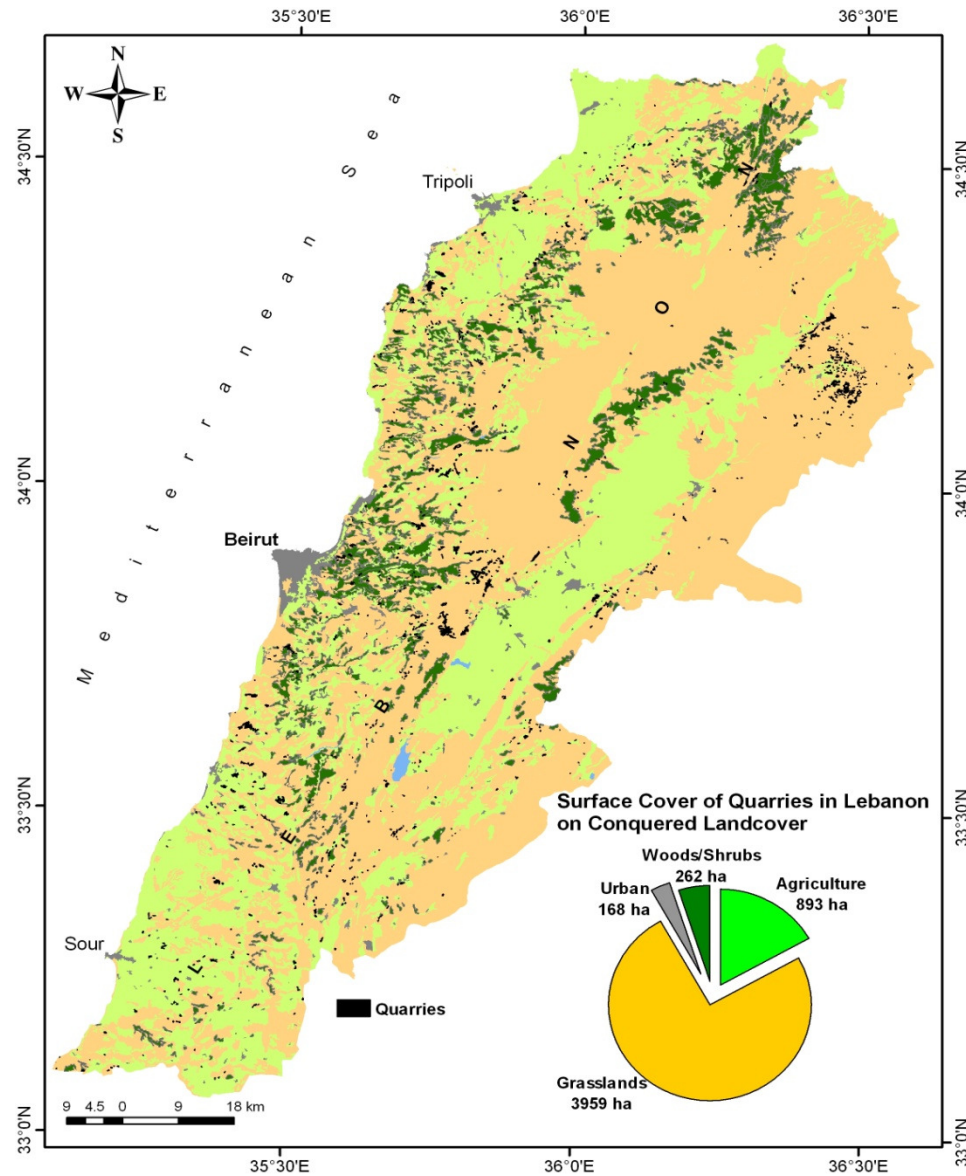 35°30'E 36°0'E 36°30'E
N
W E
S
34°30'N 34°30'N
Mediterranean Sea
Tripoli
34°0'N 34°0'N
Beirut
LEBANON
33°30'N 33°30'N
Surface Cover of Quarries in Lebanon
on Conquered Landcover
Woods/Shrubs
262 ha
Urban
168 ha
Agriculture
893 ha
Sour
Quarries
Grasslands
3959 ha
9 4.5 0 9 18 km
33°0'N 33°0'N
35°30'E 36°0'E 36°30'E